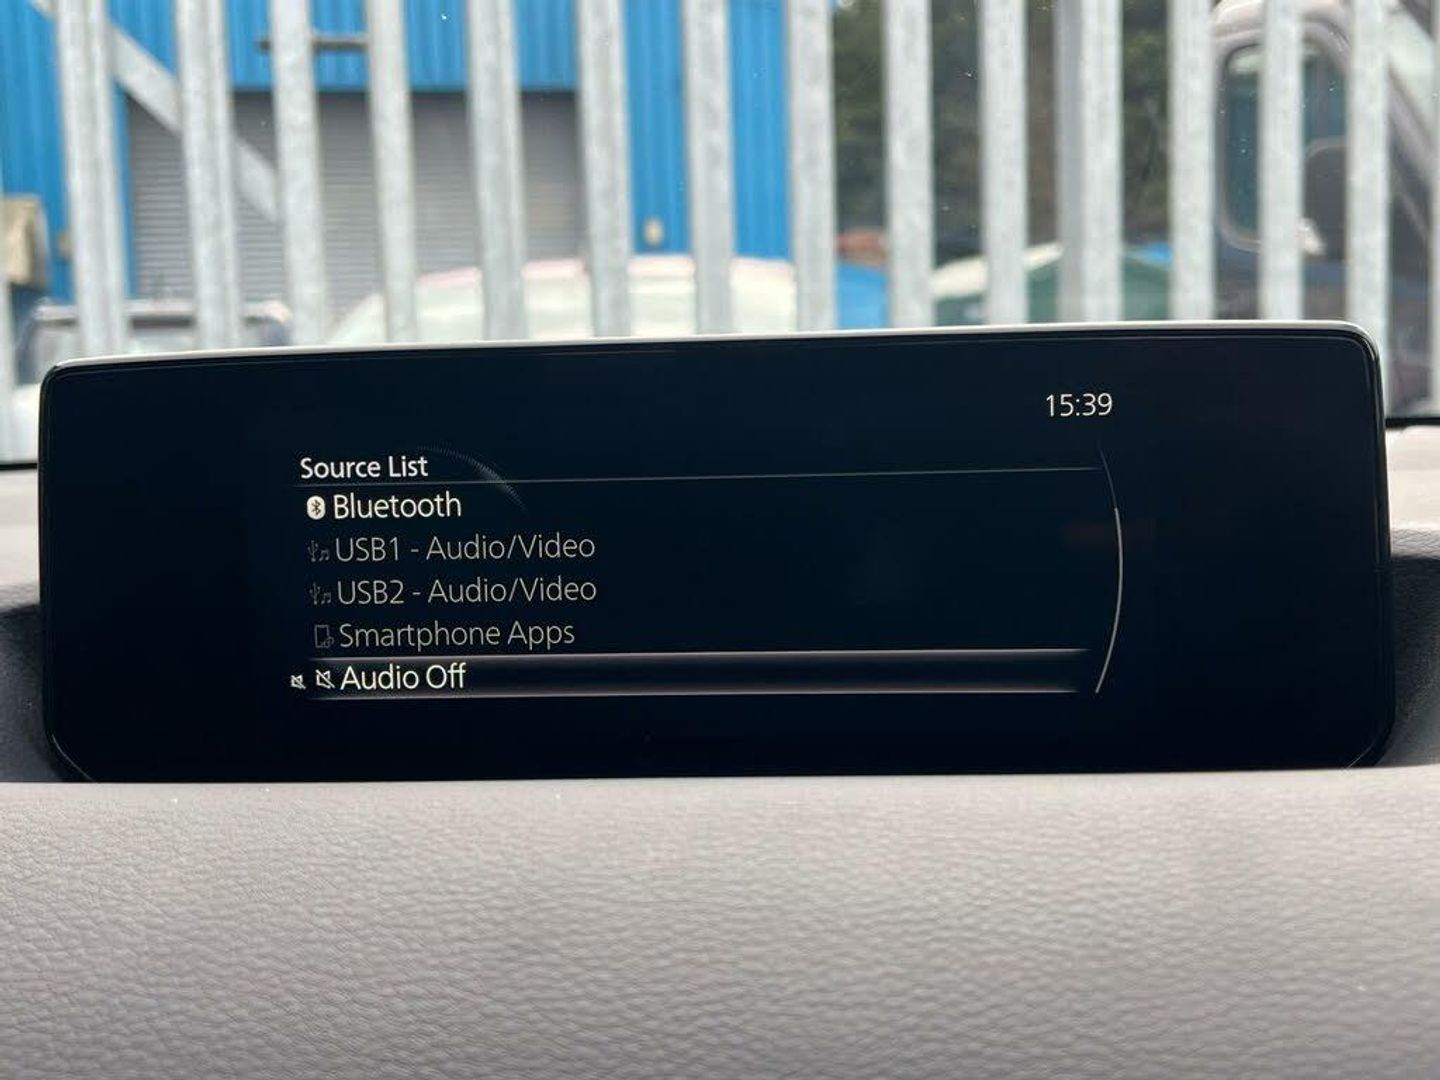 15:39
Source List
Bluetooth
USB1 - Audio/Video
USB2 - Audio/Video
Smartphone Apps
Audio Off